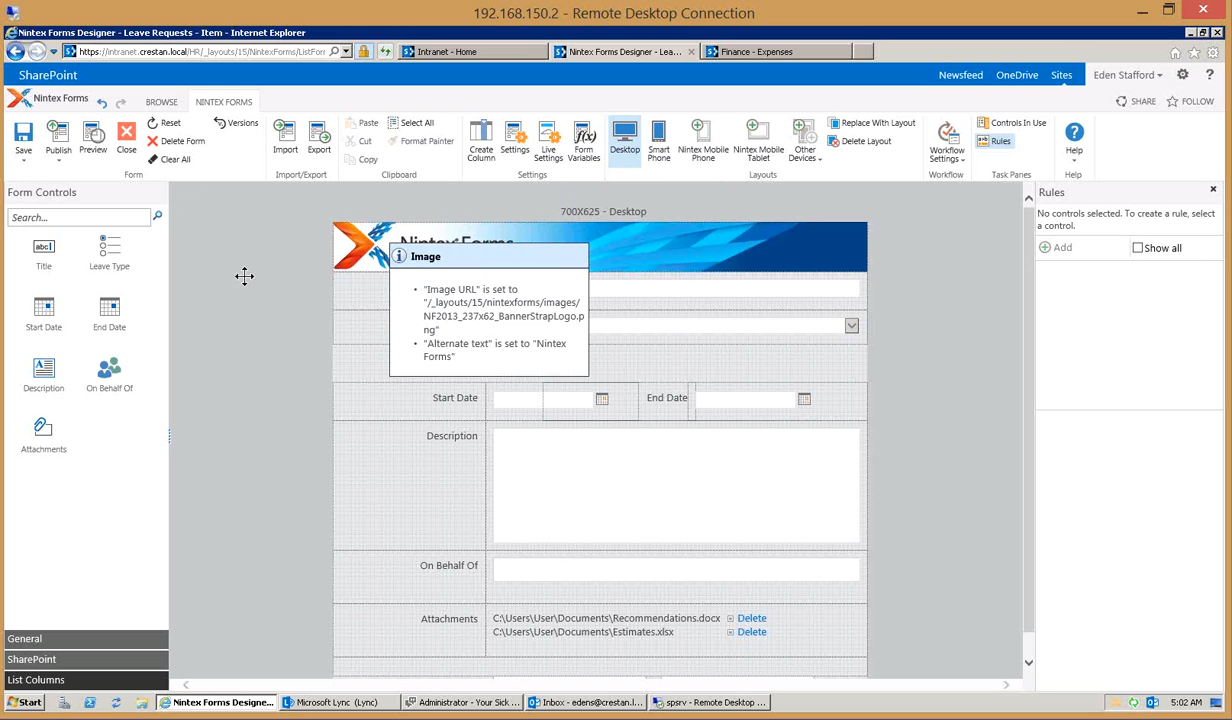 192.168.150.2 - Remote Desktop Connection
Nintex Forms Designer - Leave Requests - Item - Internet Explorer
https://intranet.crestan.local/HR/_layouts/15/NintexForms/ListForr
Intranet - Home
Nintex Forms Designer - Lea...
Finance - Expenses
SharePoint
Newsfeed
OneDrive
Sites
Eden Stafford
?
Nintex Forms
BROWSE
NINTEX FORMS
SHARE
FOLLOW
Save
Publish
Preview
Close
Reset
Delete Form
Clear All
Versions
Form
Import
Export
Import/Export
Paste
Cut
Copy
Select All
Format Painter
Clipboard
Create Column
Settings
Live Settings
f(x)
Form Variables
Settings
Desktop
Smart Phone
Nintex Mobile Phone
Nintex Mobile Tablet
Other Devices
Replace With Layout
Delete Layout
Layouts
Workflow Settings
Workflow
Controls In Use
Rules
Task Panes
Help
Help
Form Controls
Search...
abc
Title
Leave Type
Start Date
End Date
Description
On Behalf Of
Attachments
General
SharePoint
List Columns
700X625 - Desktop
Nintex Forms
Image
"Image URL" is set to
"/_layouts/15/nintexforms/images/
NF2013_237x62_BannerStrapLogo.p
ng"
"Alternate text" is set to "Nintex
Forms"
Start Date
End Date
Description
On Behalf Of
Attachments
C:\Users\User\Documents\Recommendations.docx
Delete
C:\Users\User\Documents\Estimates.xlsx
Delete
Rules
No controls selected. To create a rule, select
a control.
Add
Show all
Start
Nintex Forms Designe...
Microsoft Lync (Lync)
Administrator - Your Sick ...
Inbox - edens@crestan.l...
spsrv - Remote Desktop ...
5:02 AM